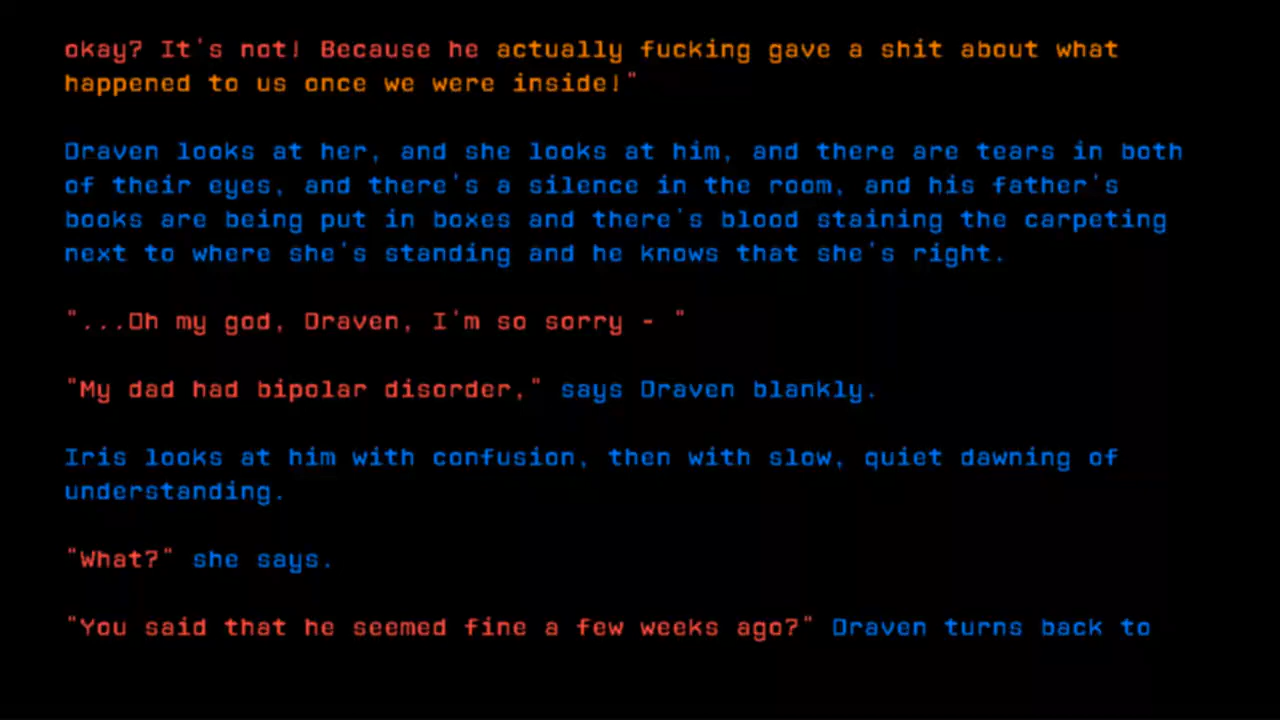 okay? It's not! Because he actually fucking gave a shit about what
happened to us once we were inside!"
Draven looks at her, and she looks at him, and there are tears in both
of their eyes, and there's a silence in the room, and his father's
books are being put in boxes and there's blood staining the carpeting
next to where she's standing and he knows that she's right.
"...Oh my god, Draven, I'm so sorry - "
"My dad had bipolar disorder," says Draven blankly.
Iris looks at him with confusion, then with slow, quiet dawning of
understanding.
"What?" she says.
"You said that he seemed fine a few weeks ago?" Draven turns back to